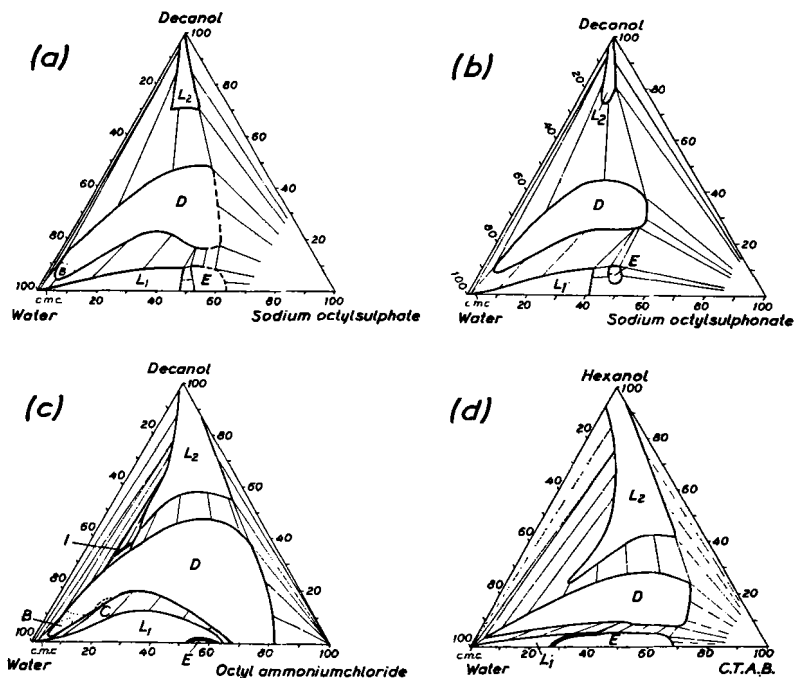 (a)
Decanol
100
20
80
L2
40
60
60
D
40
80
20
B
L1
E
100
c.m.c. 20 40 60 80 100
Water
Sodium octylsulphate
(b)
Decanol
100
20
80
L2
40
60
60
D
40
80
20
E
L1
100
c.m.c. 20 40 60 80 100
Water
Sodium octylsulphonate
(c)
Decanol
100
20
80
L2
40
60
I
60
40
D
80
20
B
C
L1
100
c.m.c. 20 40 60 80 100
E
Water
Octyl ammoniumchloride
(d)
Hexanol
100
20
80
40
L2
60
60
40
80
D
20
E
100
c.m.c. 20 40 60 80 100
L1
Water
C.T.A.B.